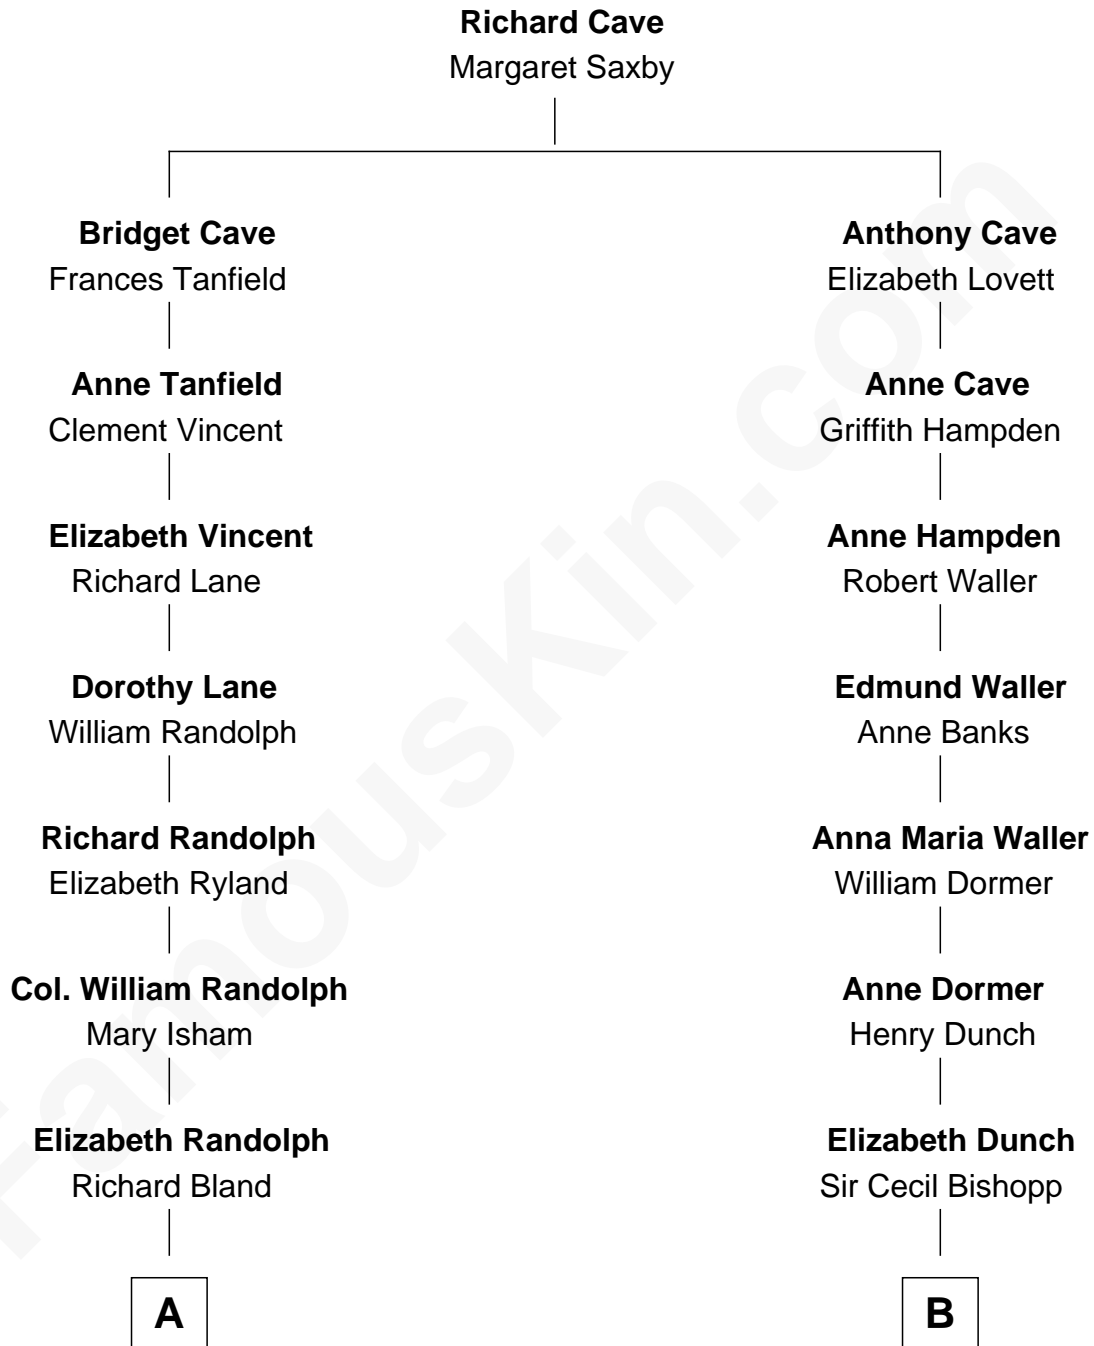 Richard Cave
Margaret Saxby
Bridget Cave
Frances Tanfield
Anthony Cave
Elizabeth Lovett
Anne Tanfield
Clement Vincent
Anne Cave
Griffith Hampden
Elizabeth Vincent
Richard Lane
Anne Hampden
Robert Waller
Dorothy Lane
William Randolph
Edmund Waller
Anne Banks
Richard Randolph
Elizabeth Ryland
Anna Maria Waller
William Dormer
Col. William Randolph
Mary Isham
Anne Dormer
Henry Dunch
Elizabeth Randolph
Richard Bland
Elizabeth Dunch
Sir Cecil Bishopp
A
B
FamousKin.com